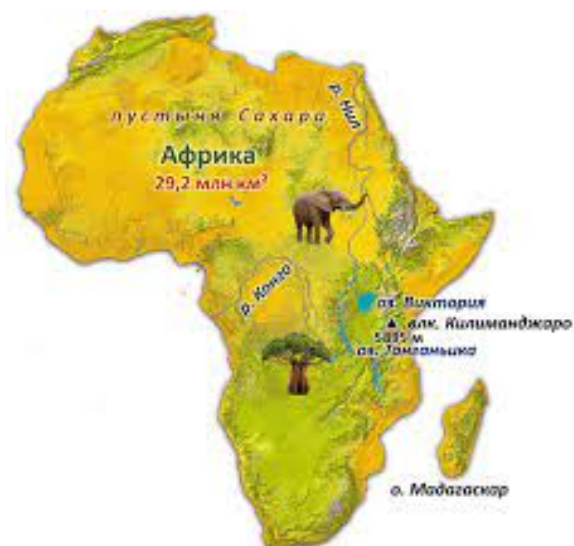 пустыня Сахара
р. Нил
Африка
29,2 млн км²
р. Конго
оз. Виктория
влк. Килиманджаро
5895 м
оз. Танганьика
о. Мадагаскар